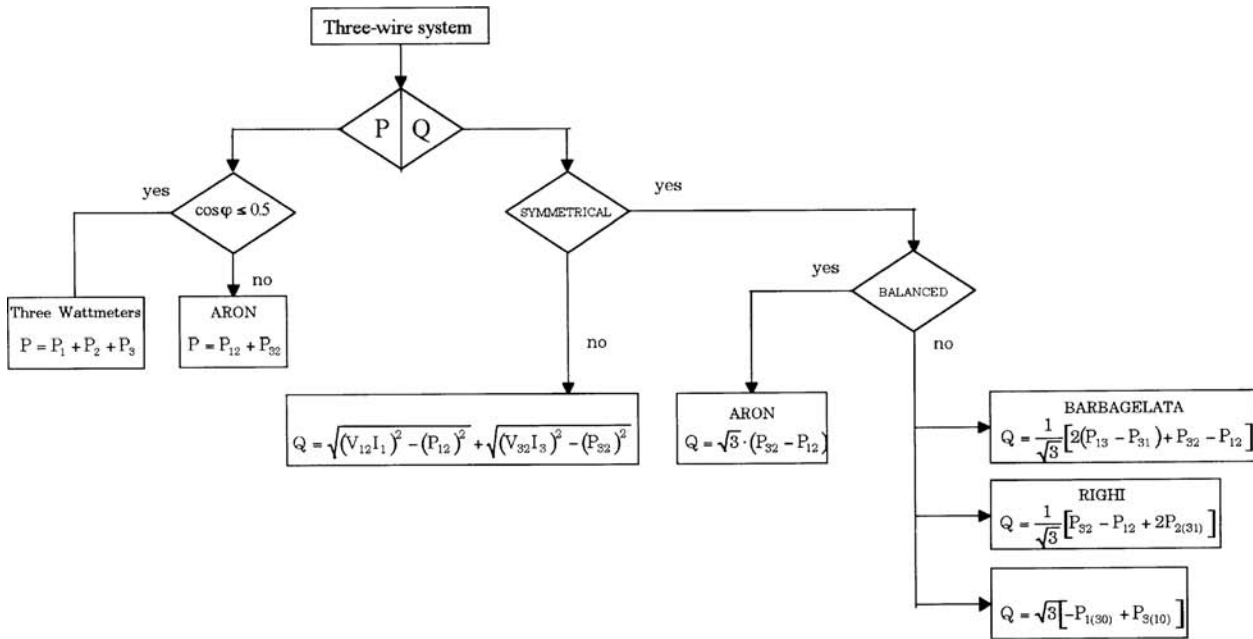 Three-wire system
P Q
yes
cosφ ≤ 0.5
no
Three Wattmeters
P = P₁ + P₂ + P₃
ARON
P = P₁₂ + P₃₂
SYMMETRICAL
yes
no
Q = √((V₁₂I₁)² − (P₁₂)²) + √((V₃₂I₃)² − (P₃₂)²)
BALANCED
yes
no
ARON
Q = √3 · (P₃₂ − P₁₂)
BARBAGELATA
Q = 1/√3 [2(P₁₃ − P₃₁) + P₃₂ − P₁₂]
RIGHI
Q = 1/√3 [P₃₂ − P₁₂ + 2P₂₍₃₁₎]
Q = √3 [−P₁₍₃₀₎ + P₃₍₁₀₎]